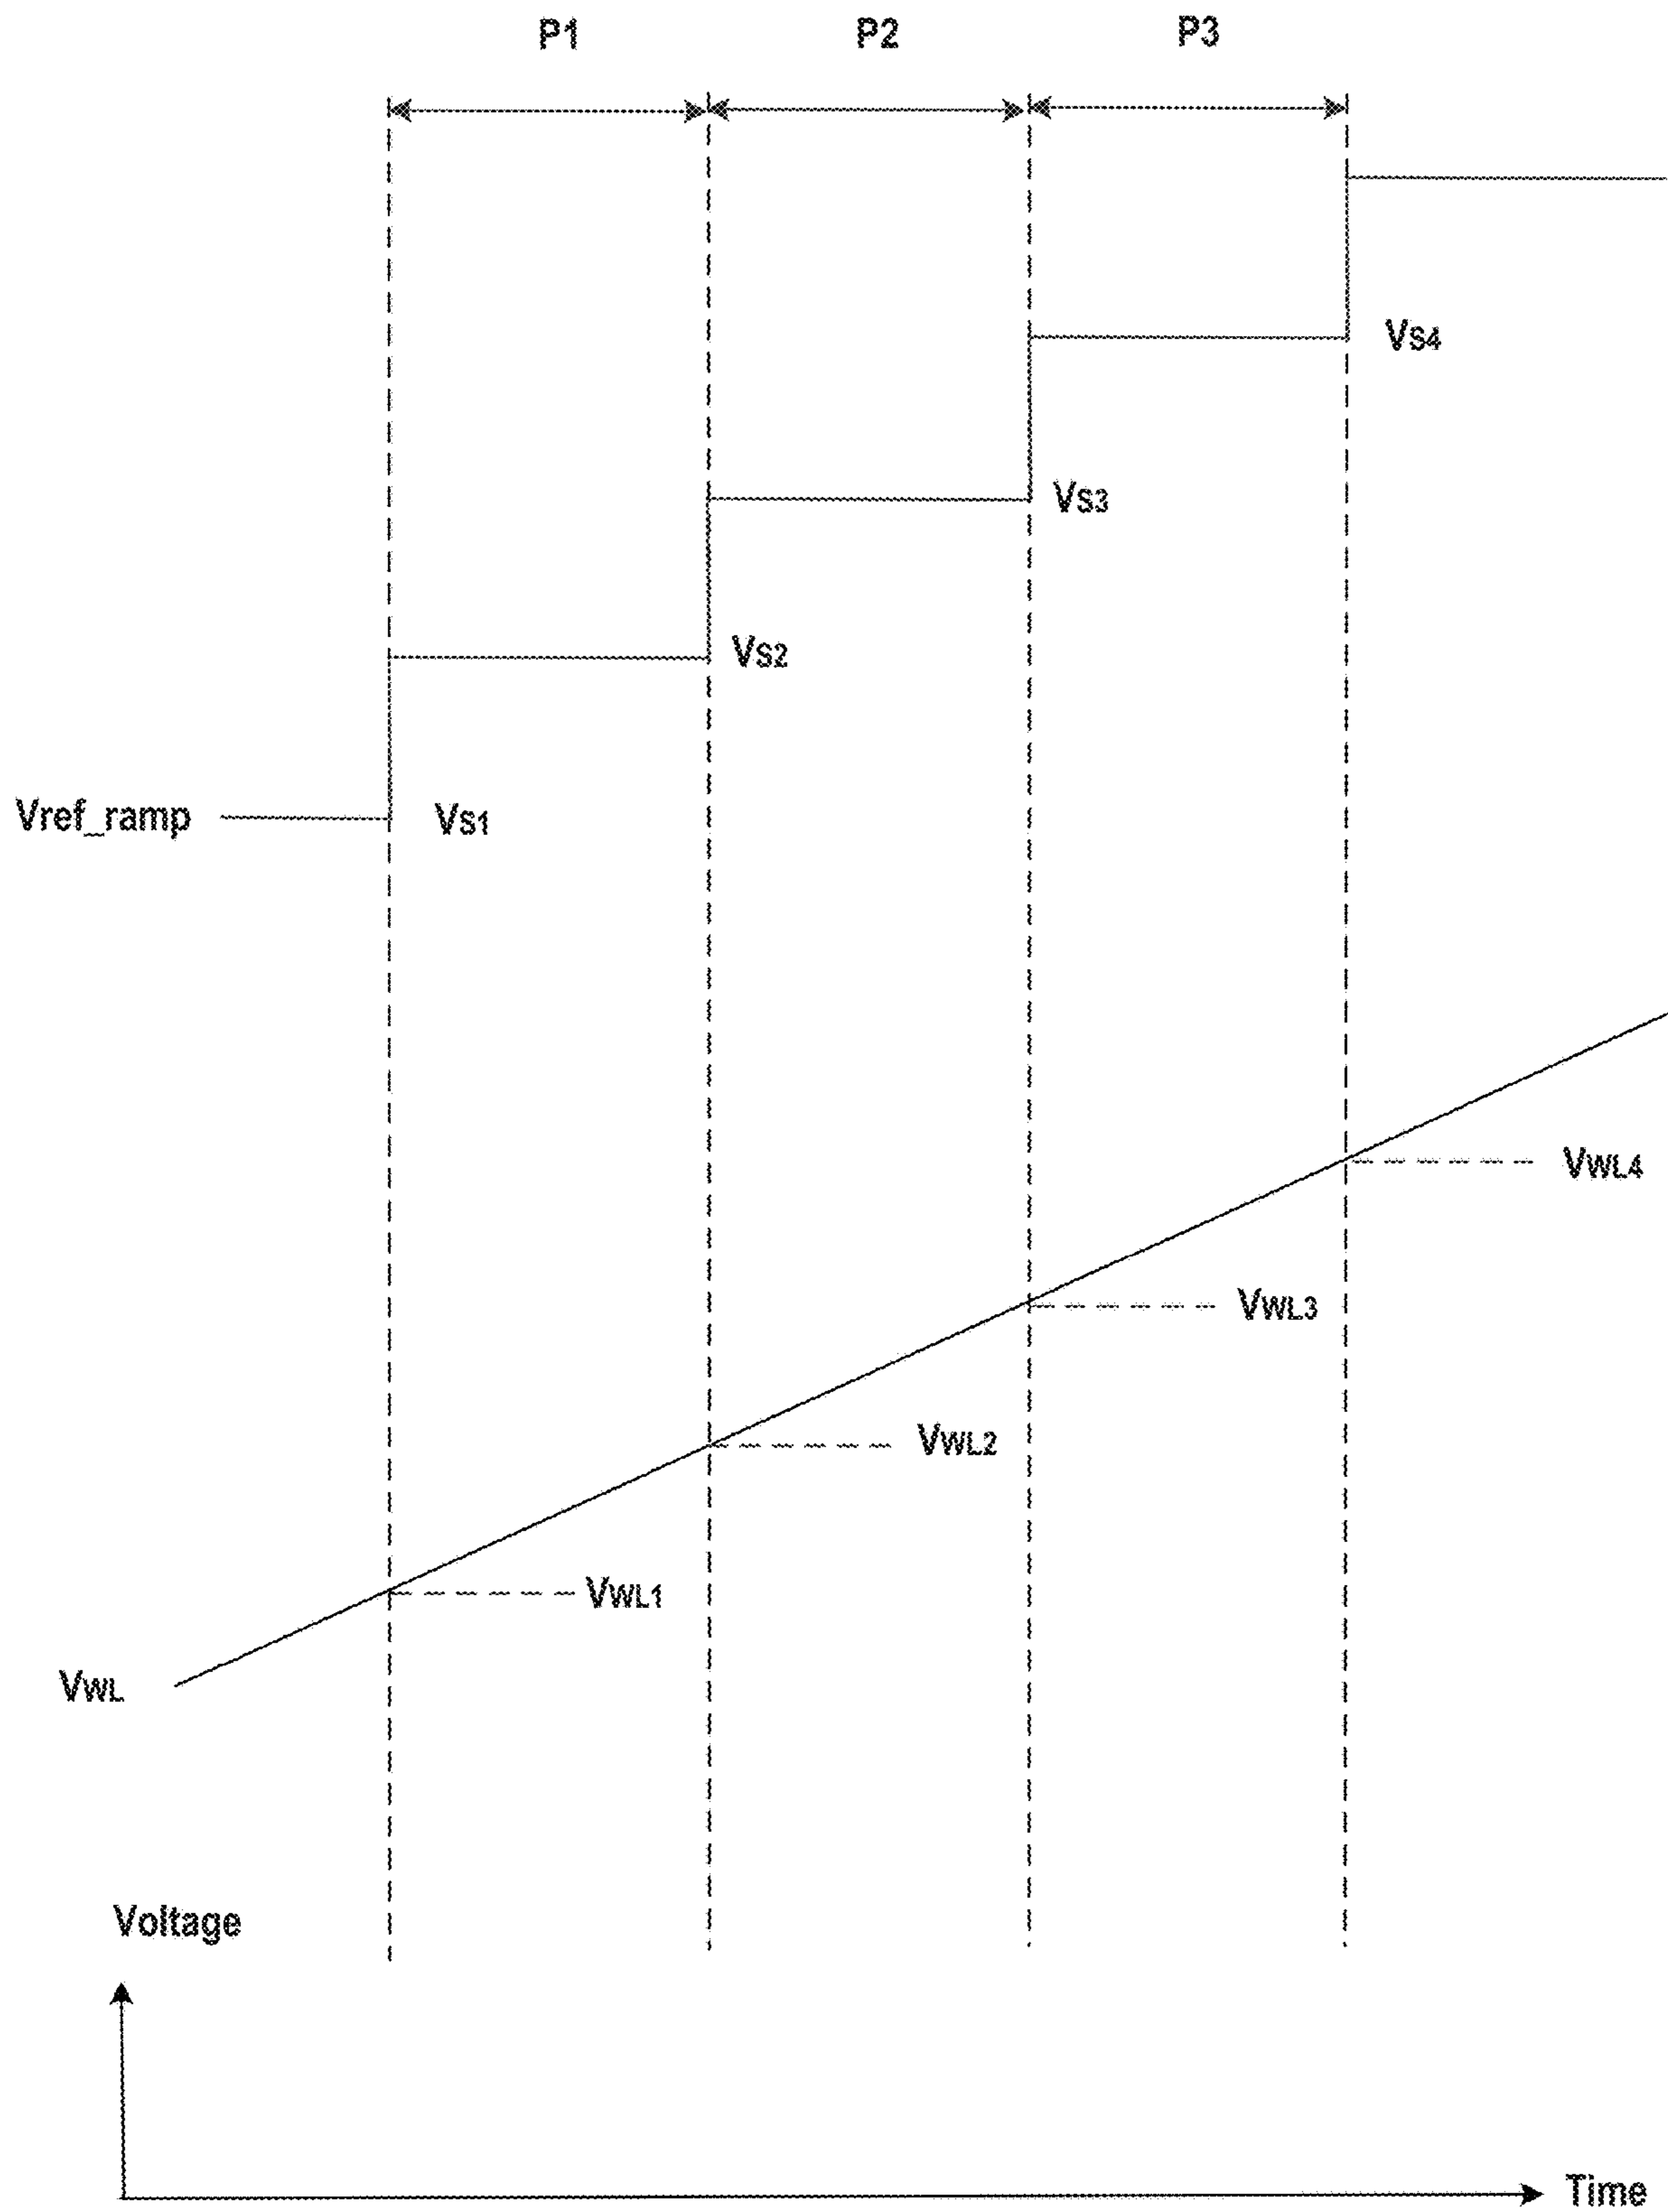 P1 P2 P3
VS4
VS3
VS2
Vref_ramp VS1
VWL4
VWL3
VWL2
VWL1
VWL
Voltage
Time